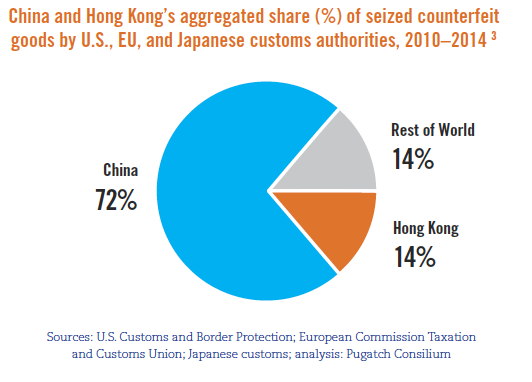 China and Hong Kong’s aggregated share (%) of seized counterfeit
goods by U.S., EU, and Japanese customs authorities, 2010–2014 ³
Rest of World
14%
China
72%
Hong Kong
14%
Sources: U.S. Customs and Border Protection; European Commission Taxation
and Customs Union; Japanese customs; analysis: Pugatch Consilium